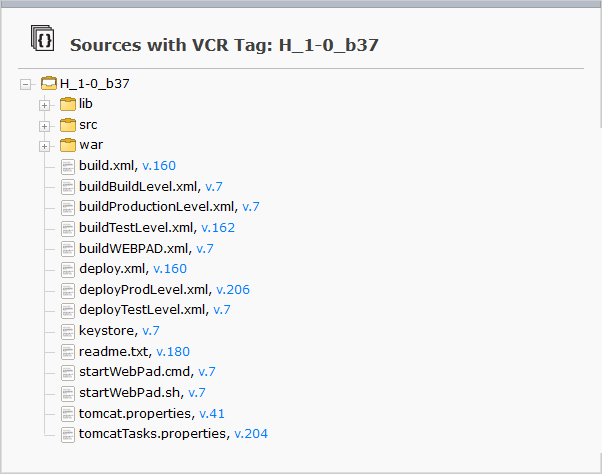 {} Sources with VCR Tag: H_1-0_b37
H_1-0_b37
lib
src
war
build.xml, v.160
buildBuildLevel.xml, v.7
buildProductionLevel.xml, v.7
buildTestLevel.xml, v.162
buildWEBPAD.xml, v.7
deploy.xml, v.160
deployProdLevel.xml, v.206
deployTestLevel.xml, v.7
keystore, v.7
readme.txt, v.180
startWebPad.cmd, v.7
startWebPad.sh, v.7
tomcat.properties, v.41
tomcatTasks.properties, v.204